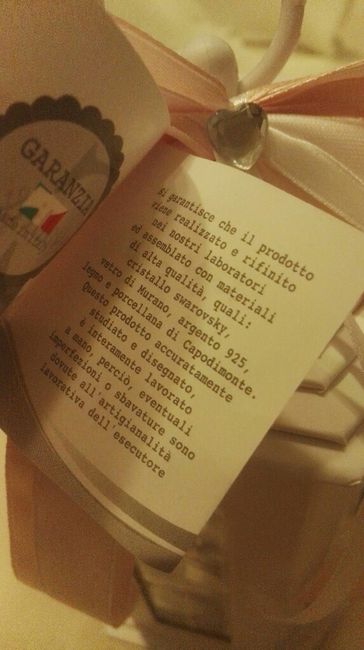 GARANZIA
Si garantisce che il prodotto
viene realizzato e rifinito
nei nostri laboratori
ed assemblato con materiali
di alta qualità, quali:
cristallo swarovsky,
vetro di Murano, argento 925,
legno e porcellana di Capodimonte.
Questo prodotto accuratamente
studiato e disegnato,
è interamente lavorato
a mano, perciò, eventuali
imperfezioni o sbavature sono
dovute all'artigianalità
lavorativa dell'esecutore